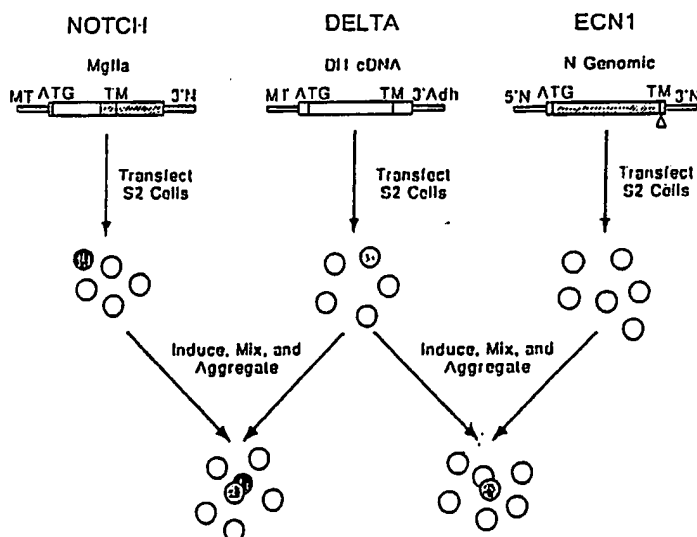 NOTCH
DELTA
ECN1
MgIIa
Dl1 cDNA
N Genomic
MT ATG TM 3'N
MT ATG TM 3'Adh
5'N ATG TM 3'N
Δ
Transfect
S2 Cells
Transfect
S2 Cells
Transfect
S2 Cells
Induce, Mix, and
Aggregate
Induce, Mix, and
Aggregate